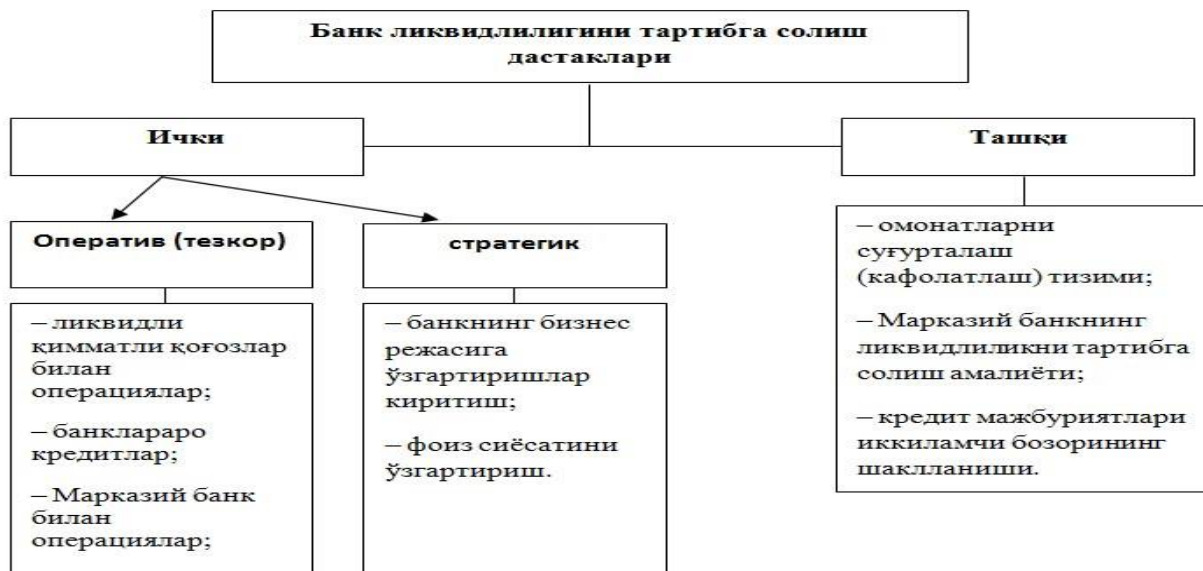 Банк ликвидлилигини тартибга солиш
дастаклари
Ички
Ташқи
Оператив (тезкор)
стратегик
– ликвидли
қимматли қоғозлар
билан
операциялар;
– банклараро
кредитлар;
– Марказий банк
билан
операциялар;
– банкнинг бизнес
режасига
ўзгартиришлар
киритиш;
– фоиз сиёсатини
ўзгартириш.
– омонатларни
суғурталаш
(кафолатлаш) тизими;
– Марказий банкнинг
ликвидлиликни тартибга
солиш амалиёти;
– кредит мажбуриятлари
иккиламчи бозорининг
шаклланиши.